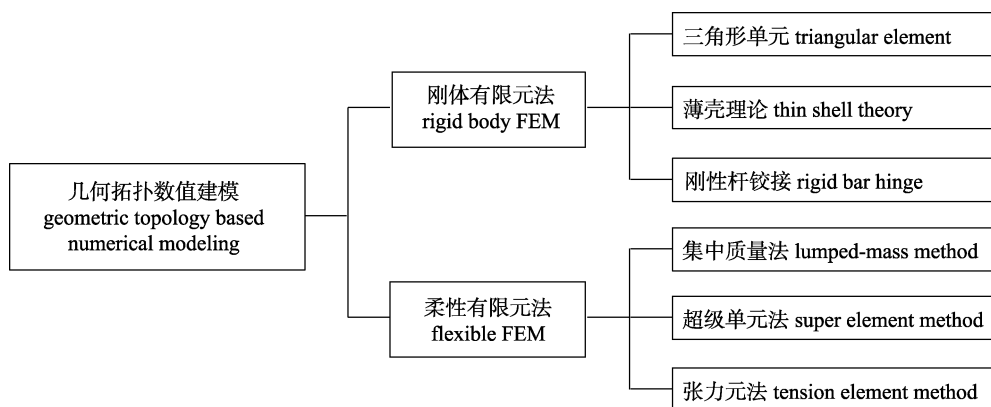 几何拓扑数值建模
geometric topology based
numerical modeling
刚体有限元法
rigid body FEM
三角形单元 triangular element
薄壳理论 thin shell theory
刚性杆铰接 rigid bar hinge
柔性有限元法
flexible FEM
集中质量法 lumped-mass method
超级单元法 super element method
张力元法 tension element method